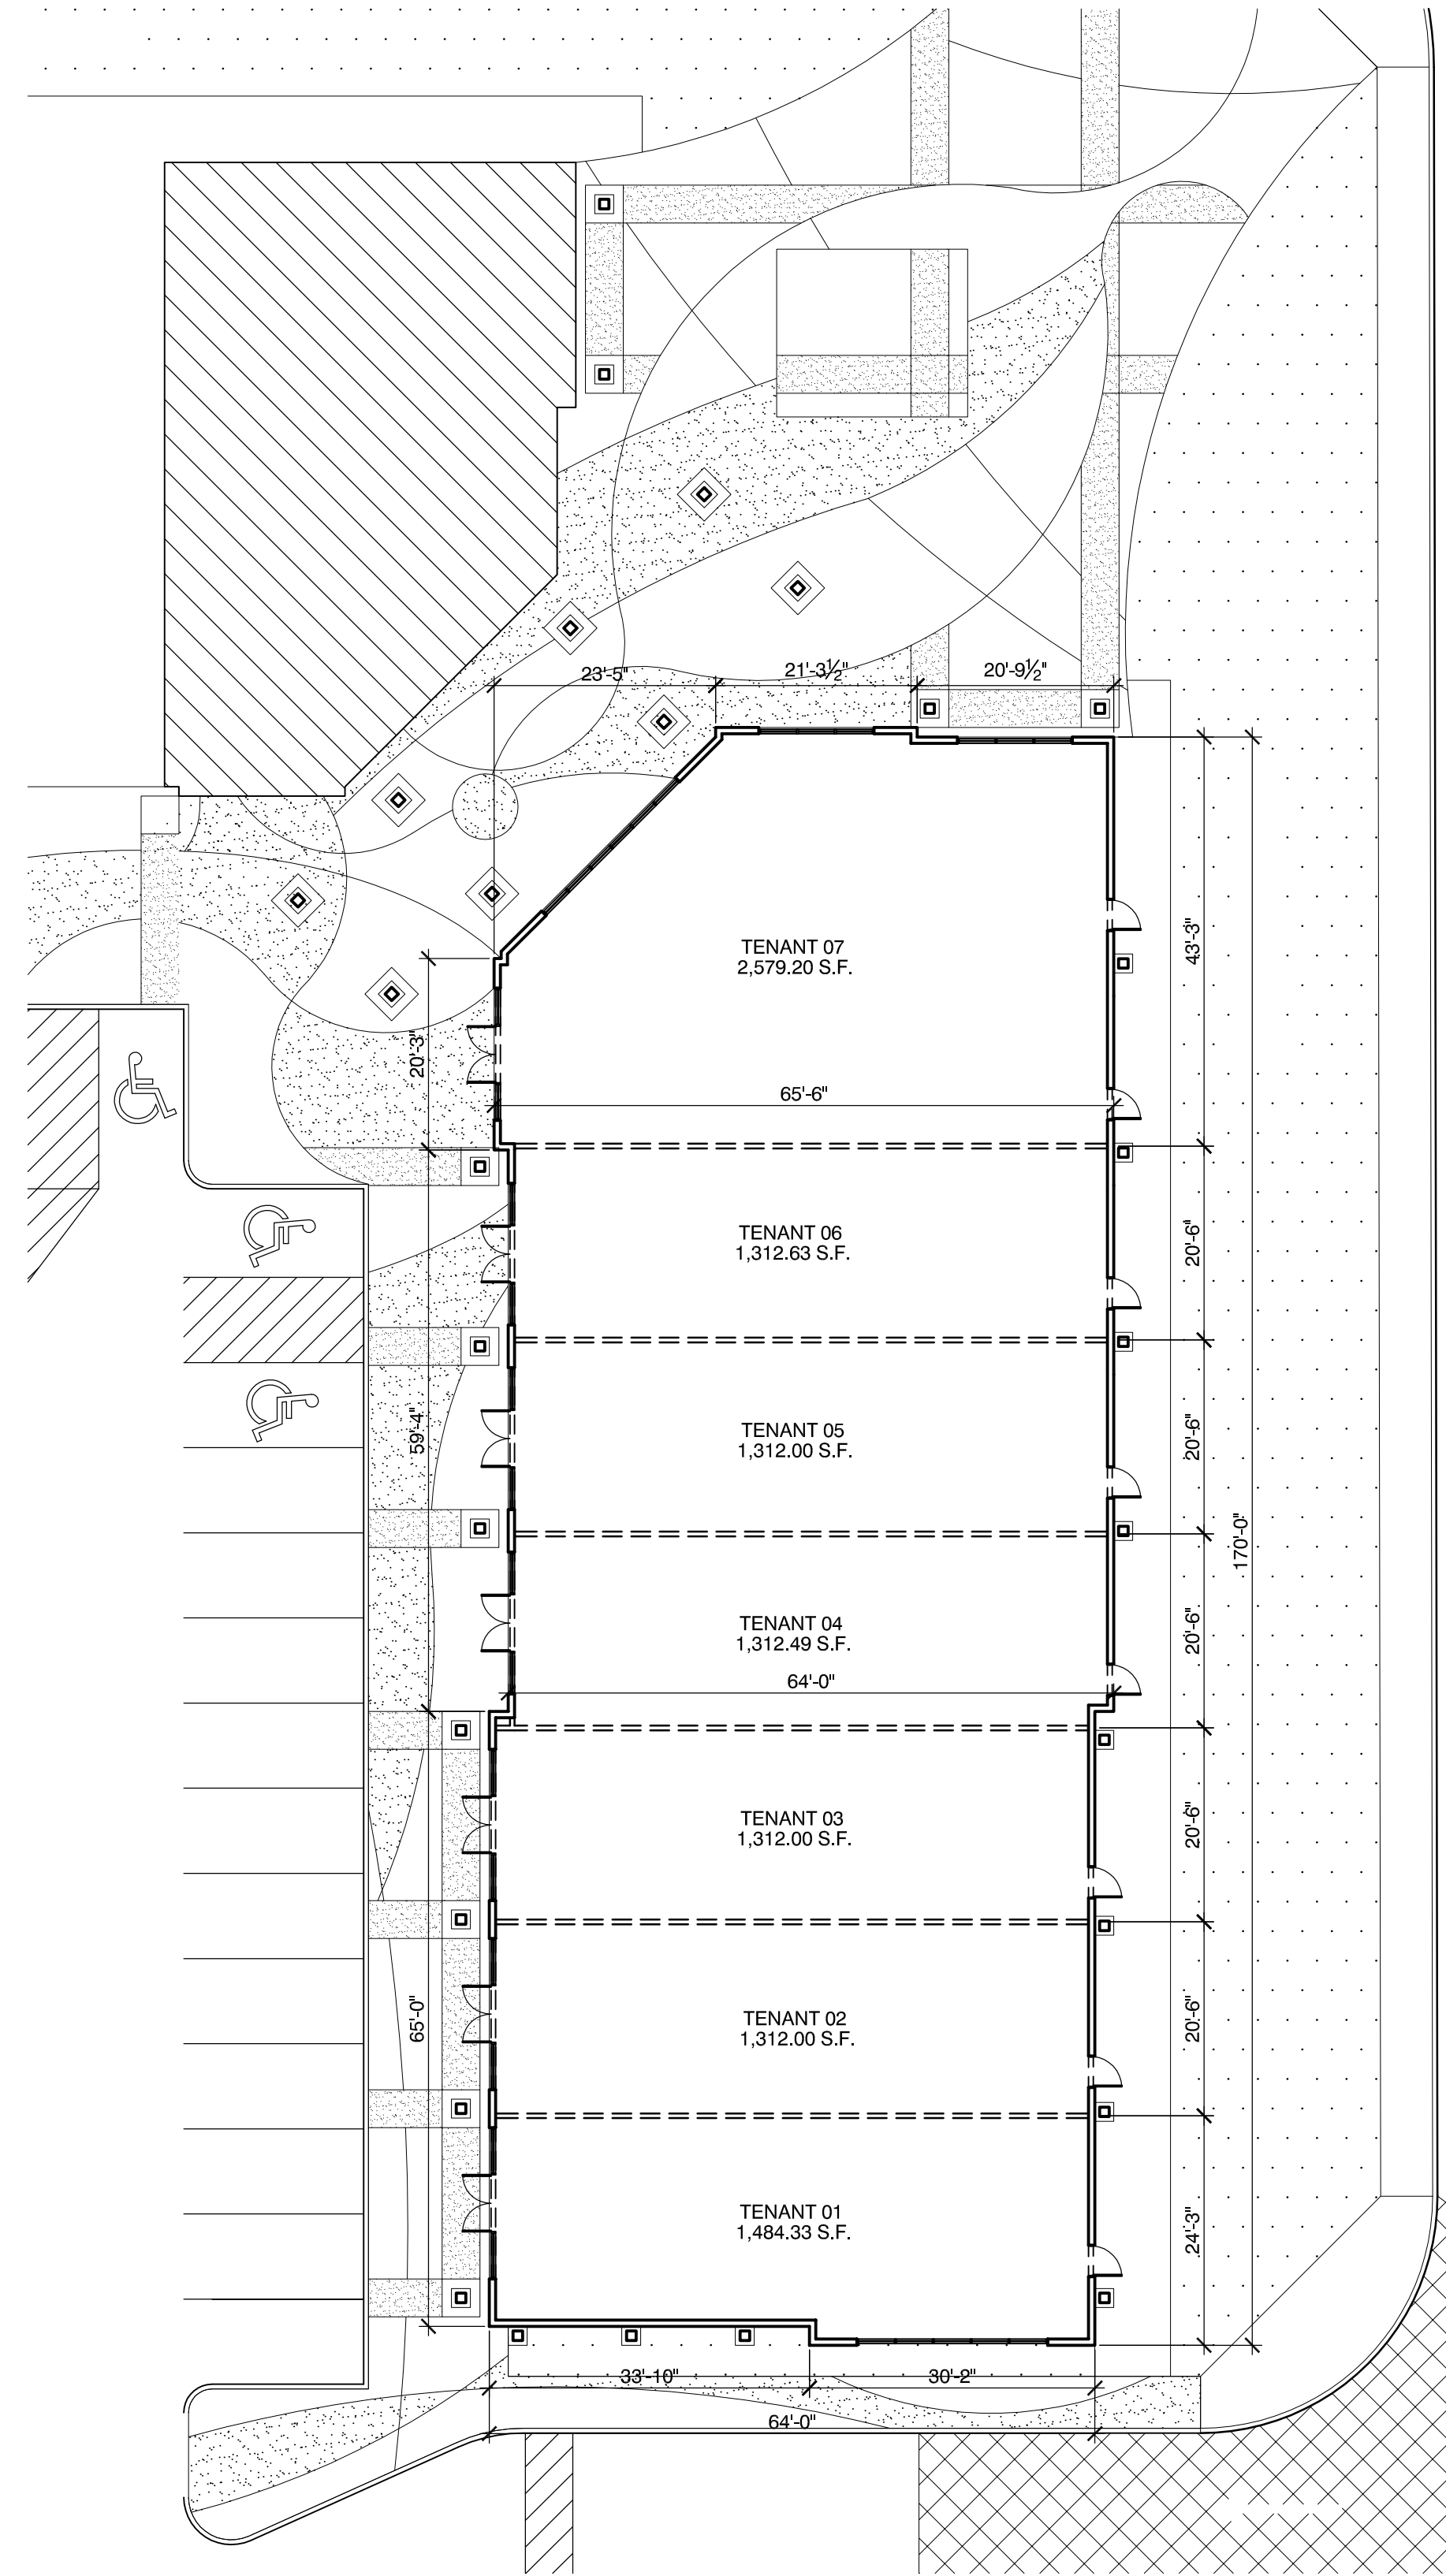 23'-5"
21'-3½"
20'-9½"
TENANT 07
2,579.20 S.F.
43'-3"
20'-3"
65'-6"
TENANT 06
1,312.63 S.F.
20'-6"
TENANT 05
1,312.00 S.F.
59'-4"
20'-6"
170'-0"
TENANT 04
1,312.49 S.F.
20'-6"
64'-0"
TENANT 03
1,312.00 S.F.
20'-6"
TENANT 02
1,312.00 S.F.
65'-0"
20'-6"
TENANT 01
1,484.33 S.F.
24'-3"
33'-10"
30'-2"
64'-0"